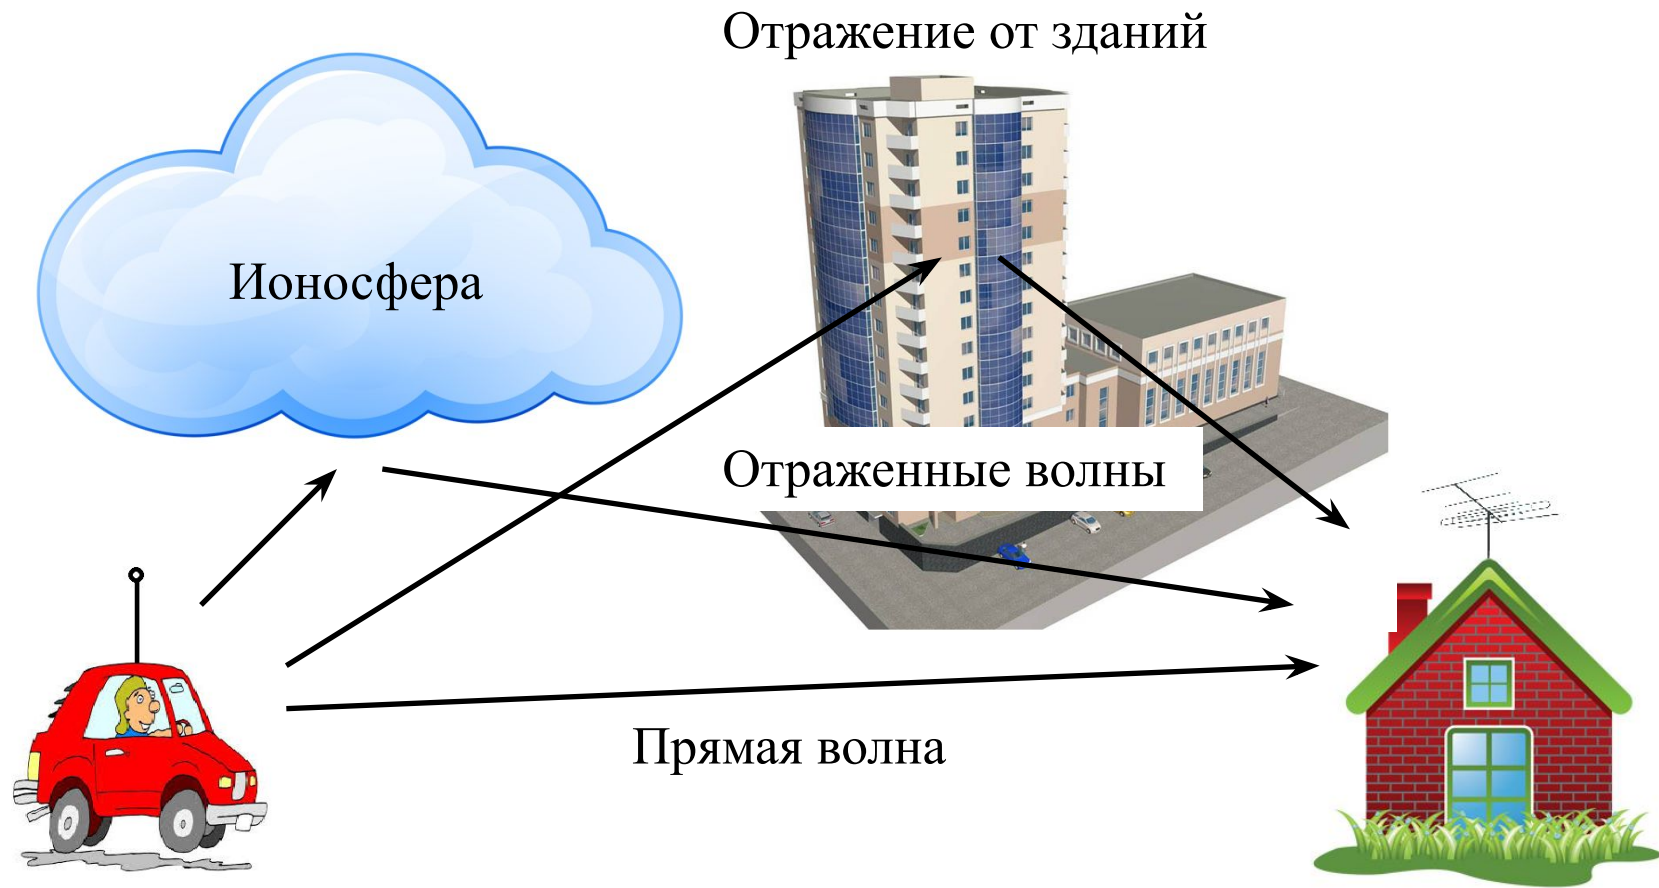 Отражение от зданий
Ионосфера
Отраженные волны
Прямая волна